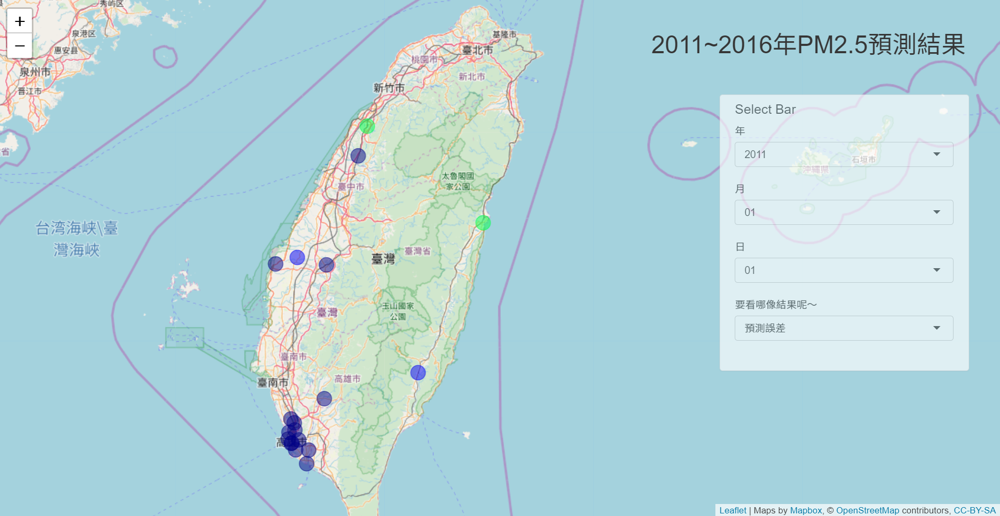 +
−
秀屿区
泉港区
惠安县
泉州市
晋江市
省
台湾海峡\臺
灣海峽
基隆市
臺北市
桃園市
新北市
新竹市
臺中市
太魯閣國
家公園
臺灣省
臺灣
玉山國家
公園
臺灣
臺南市
臺南市
高雄市
石垣市
沖縄県
2011~2016年PM2.5預測結果
Select Bar
年
2011
月
01
日
01
要看哪像結果呢～
預測誤差
Leaflet | Maps by Mapbox, © OpenStreetMap contributors, CC-BY-SA